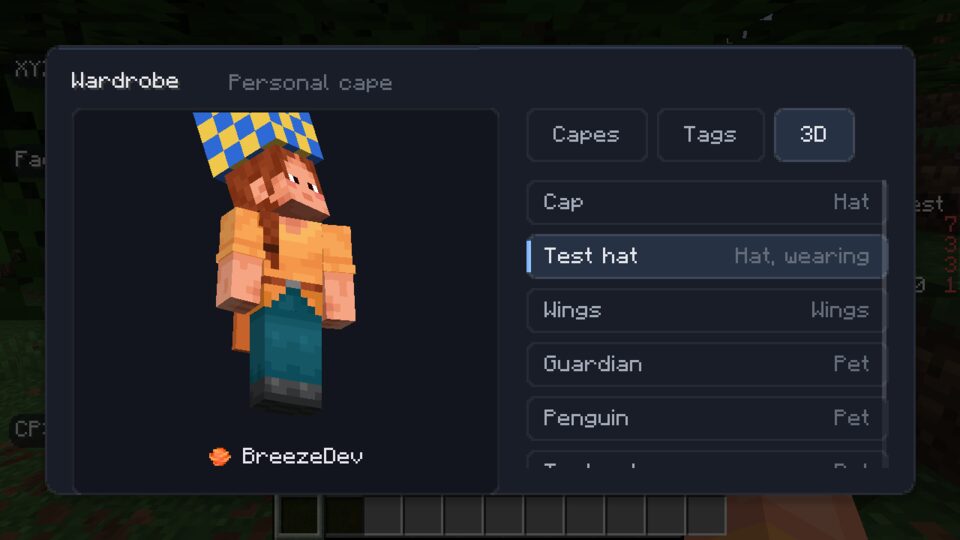 Wardrobe
Personal cape
Capes
Tags
3D
Cap
Hat
Test hat
Hat, wearing
Wings
Wings
Guardian
Pet
Penguin
Pet
BreezeDev